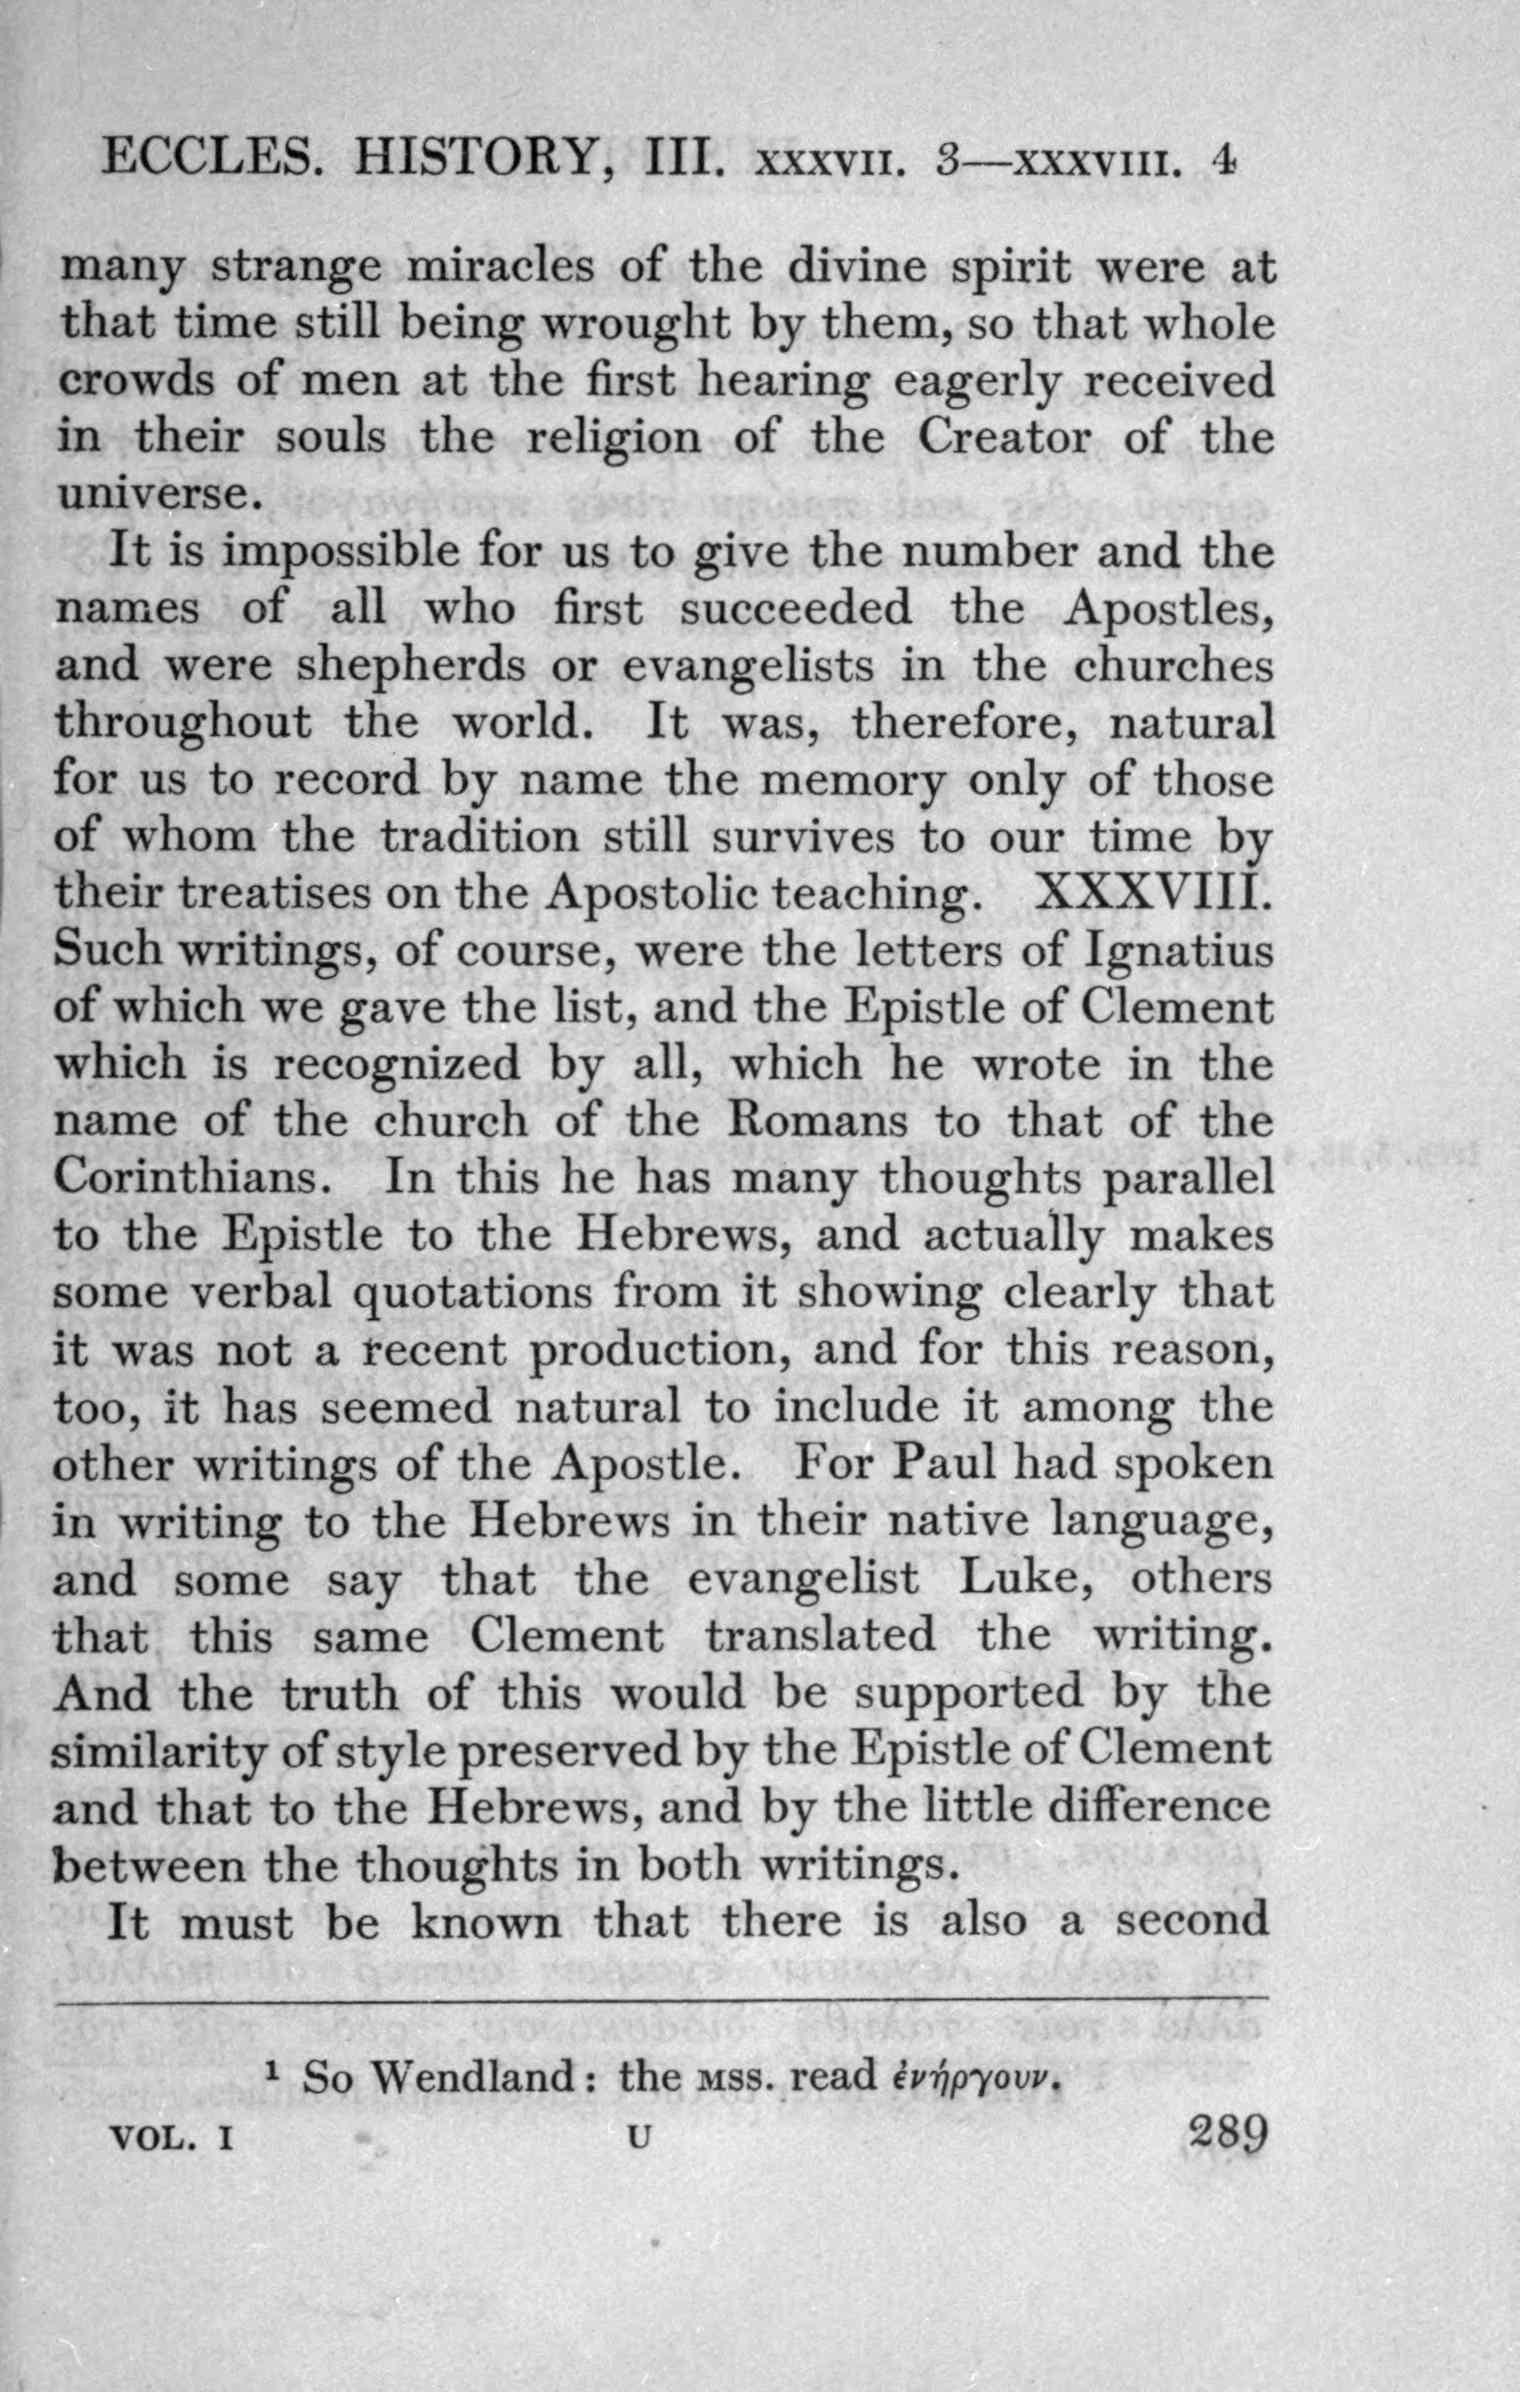 ECCLES. HISTORY, III. XXXVII. 3—XXXVIII. 4
many strange miracles of the divine spirit were at
that time still being wrought by them, so that whole
crowds of men at the first hearing eagerly received
in their souls the religion of the Creator of the
universe.
It is impossible for us to give the number and the
names of all who first succeeded the Apostles,
and were shepherds or evangelists in the churches
throughout the world. It was, therefore, natural
for us to record by name the memory only of those
of whom the tradition still survives to our time by
their treatises on the Apostolic teaching. XXXVIII.
Such writings, of course, were the letters of Ignatius
of which we gave the list, and the Epistle of Clement
which is recognized by all, which he wrote in the
name of the church of the Romans to that of the
Corinthians. In this he has many thoughts parallel
to the Epistle to the Hebrews, and actually makes
some verbal quotations from it showing clearly that
it was not a recent production, and for this reason,
too, it has seemed natural to include it among the
other writings of the Apostle. For Paul had spoken
in writing to the Hebrews in their native language,
and some say that the evangelist Luke, others
that this same Clement translated the writing.
And the truth of this would be supported by the
similarity of style preserved by the Epistle of Clement
and that to the Hebrews, and by the little difference
between the thoughts in both writings.
It must be known that there is also a second
¹ So Wendland: the MSS. read ἐνήργουν.
VOL. I U 289